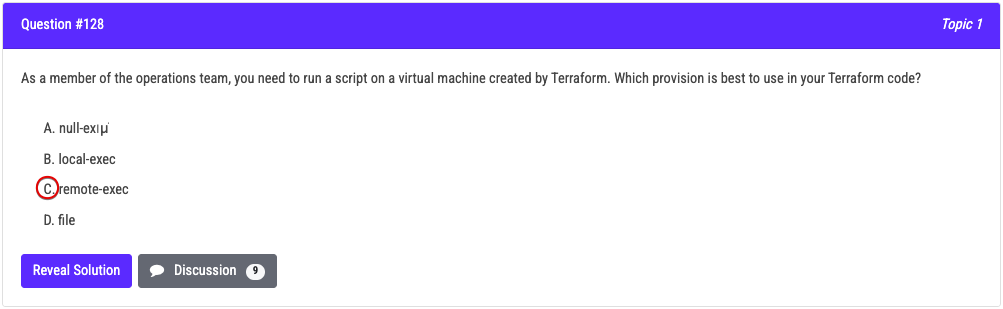 Question #128
Topic 1
As a member of the operations team, you need to run a script on a virtual machine created by Terraform. Which provision is best to use in your Terraform code?
A. null-exιμ'
B. local-exec
C. remote-exec
D. file
Reveal Solution
Discussion 9